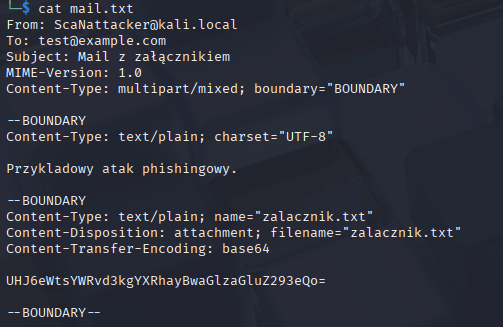 └─$ cat mail.txt
From: ScaNattacker@kali.local
To: test@example.com
Subject: Mail z załącznikiem
MIME-Version: 1.0
Content-Type: multipart/mixed; boundary="BOUNDARY"

--BOUNDARY
Content-Type: text/plain; charset="UTF-8"

Przykladowy atak phishingowy.

--BOUNDARY
Content-Type: text/plain; name="zalacznik.txt"
Content-Disposition: attachment; filename="zalacznik.txt"
Content-Transfer-Encoding: base64

UHJ6eWtsYWRvd3kgYXRhayBwaGlzaGluZ293eQo=

--BOUNDARY--